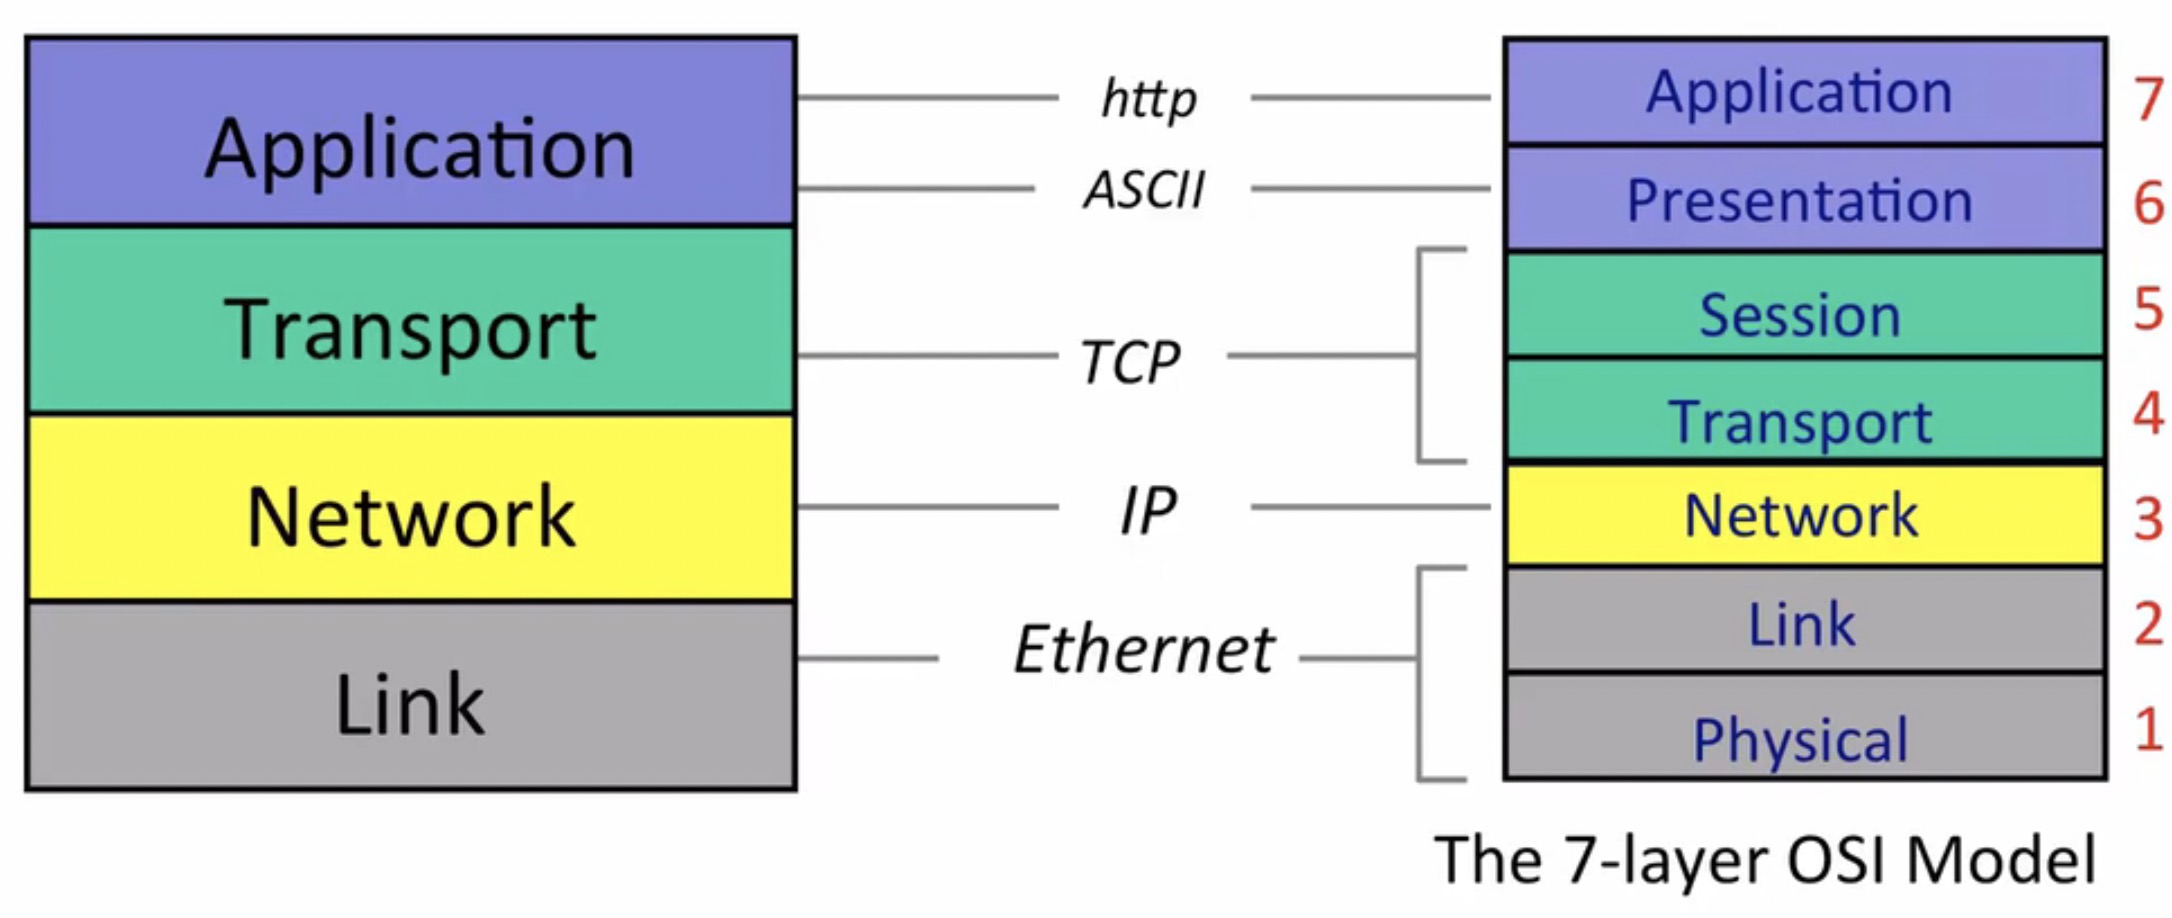 Application
Transport
Network
Link
http
ASCII
TCP
IP
Ethernet
Application 7
Presentation 6
Session 5
Transport 4
Network 3
Link 2
Physical 1
The 7-layer OSI Model